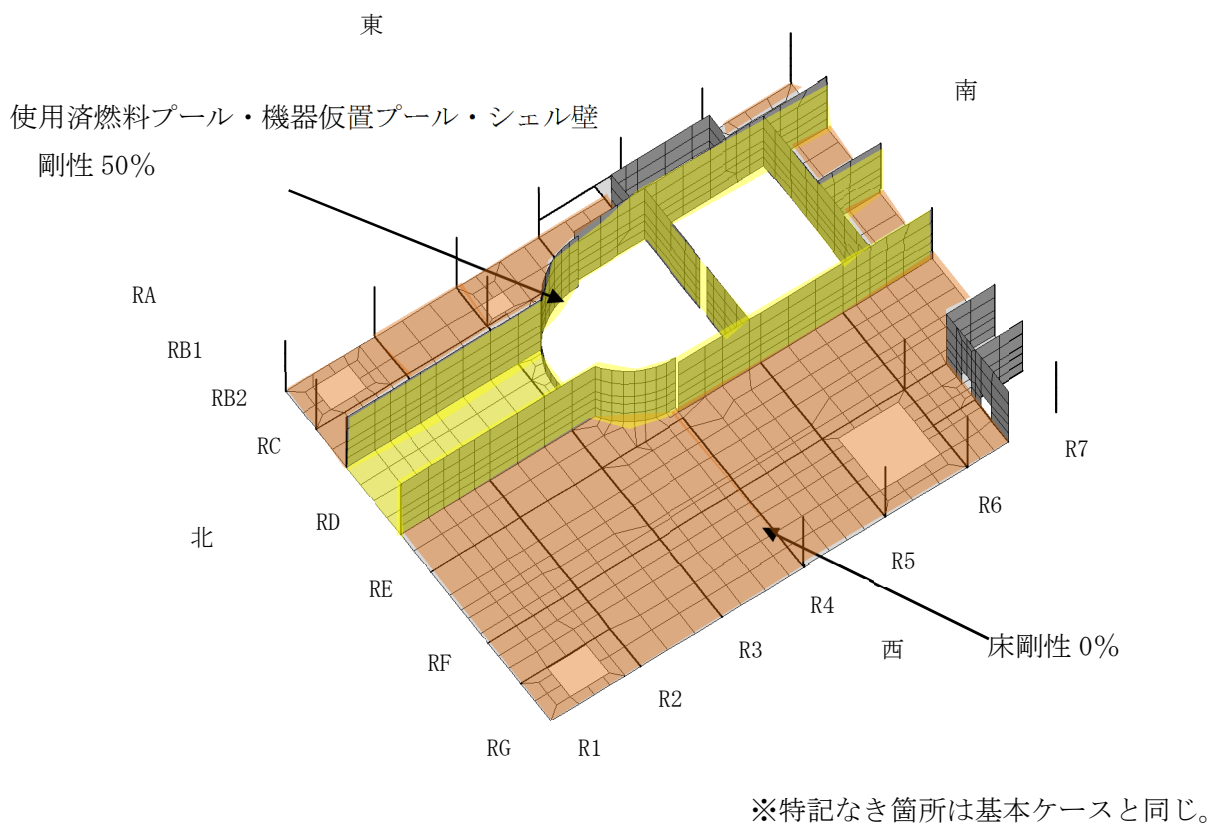 東
南
使用済燃料プール・機器仮置プール・シェル壁
剛性 50％
RA
RB1
RB2
RC
RD
北
RE
RF
RG
R1
R2
R3
R4
R5
R6
R7
西
床剛性 0％
※特記なき箇所は基本ケースと同じ。